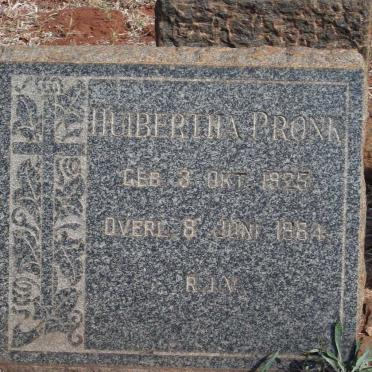 HUIBERTHA PRONK
GEB. 3 OKT. 1925
OVERL. 8 JUNI 1984
R.I.V.